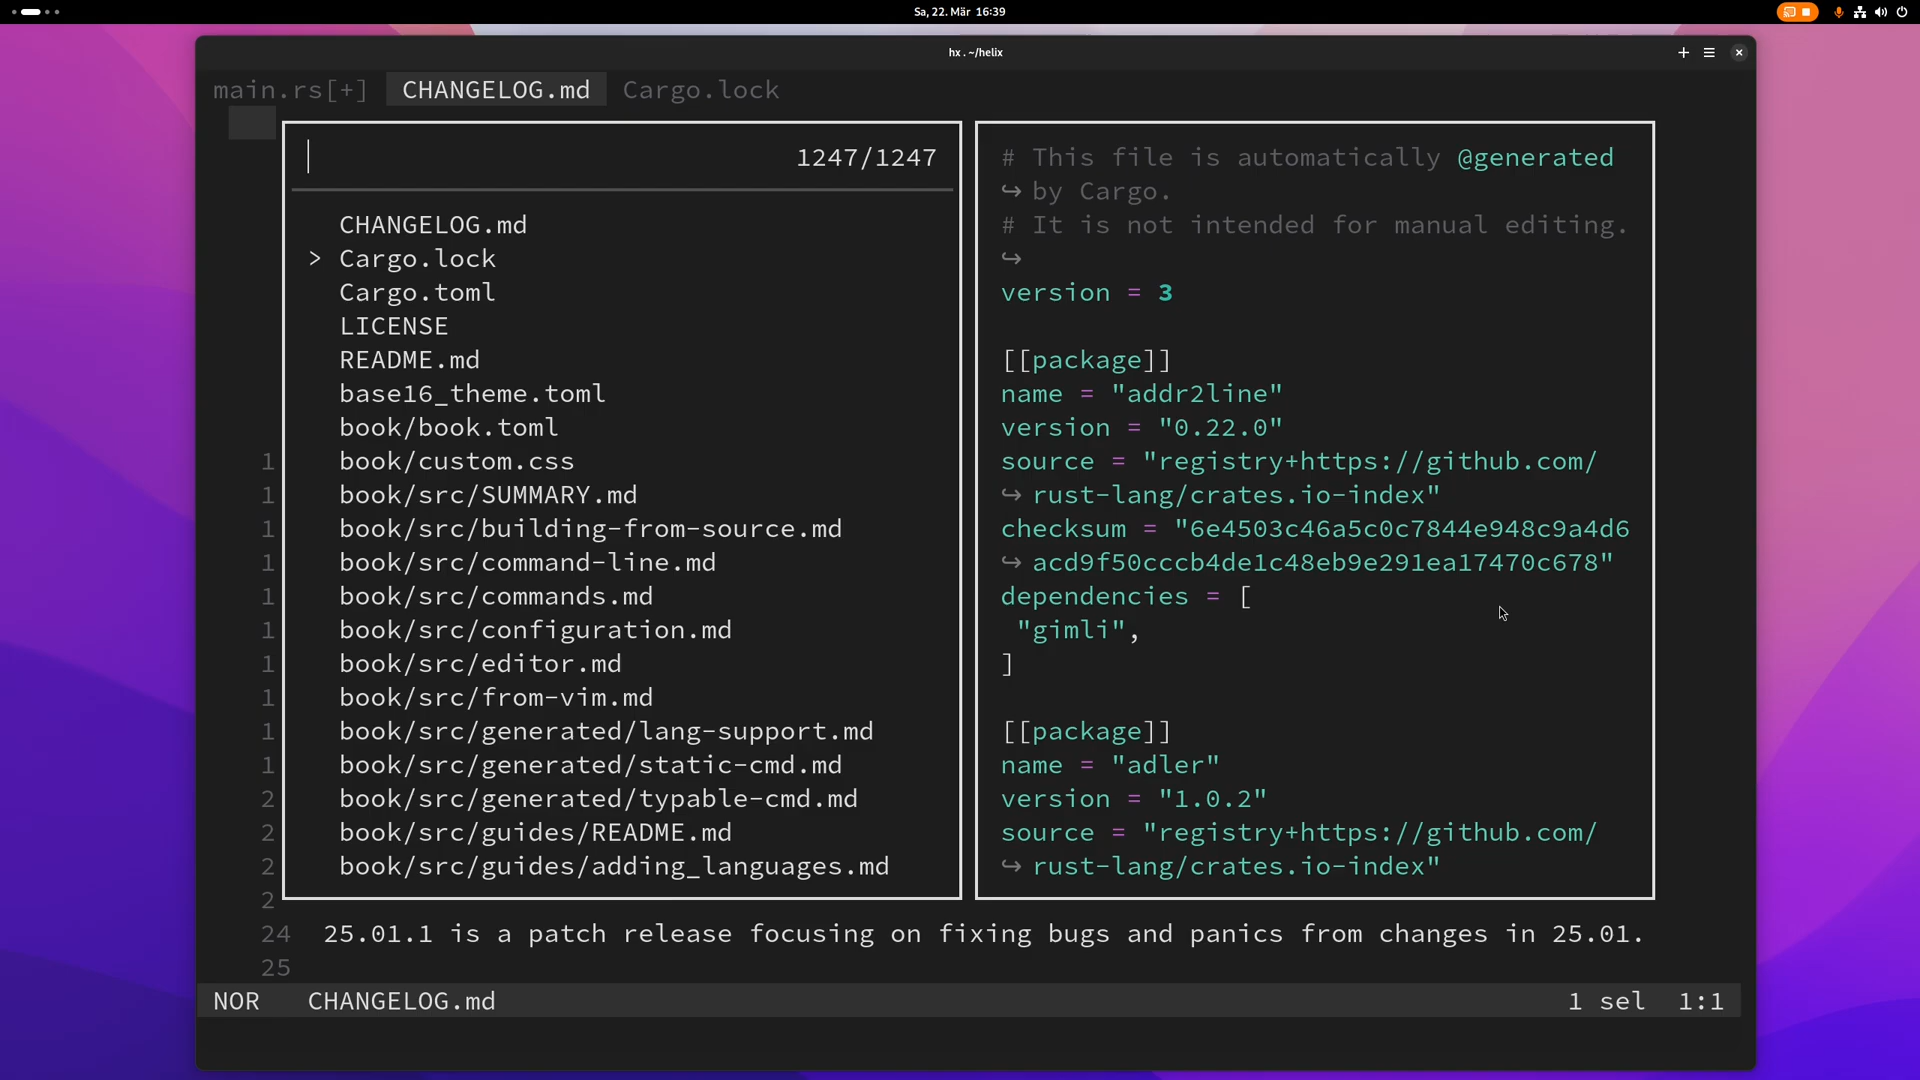 Sa, 22. Mär 16:39
hx . ~/helix
main.rs[+] CHANGELOG.md Cargo.lock
1247/1247
CHANGELOG.md
> Cargo.lock
Cargo.toml
LICENSE
README.md
base16_theme.toml
book/book.toml
1 book/custom.css
1 book/src/SUMMARY.md
1 book/src/building-from-source.md
1 book/src/command-line.md
1 book/src/commands.md
1 book/src/configuration.md
1 book/src/editor.md
1 book/src/from-vim.md
1 book/src/generated/lang-support.md
1 book/src/generated/static-cmd.md
2 book/src/generated/typable-cmd.md
2 book/src/guides/README.md
2 book/src/guides/adding_languages.md
2
# This file is automatically @generated
↪ by Cargo.
# It is not intended for manual editing.
↪
version = 3
[[package]]
name = "addr2line"
version = "0.22.0"
source = "registry+https://github.com/
↪ rust-lang/crates.io-index"
checksum = "6e4503c46a5c0c7844e948c9a4d6
↪ acd9f50cccb4de1c48eb9e291ea17470c678"
dependencies = [
"gimli",
]
[[package]]
name = "adler"
version = "1.0.2"
source = "registry+https://github.com/
↪ rust-lang/crates.io-index"
24 25.01.1 is a patch release focusing on fixing bugs and panics from changes in 25.01.
25
NOR CHANGELOG.md 1 sel 1:1